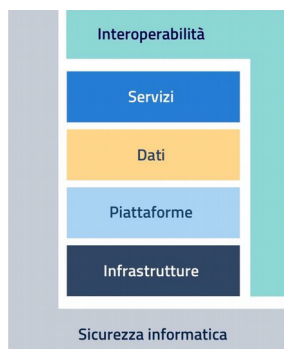 Interoperabilità
Servizi
Dati
Piattaforme
Infrastrutture
Sicurezza informatica